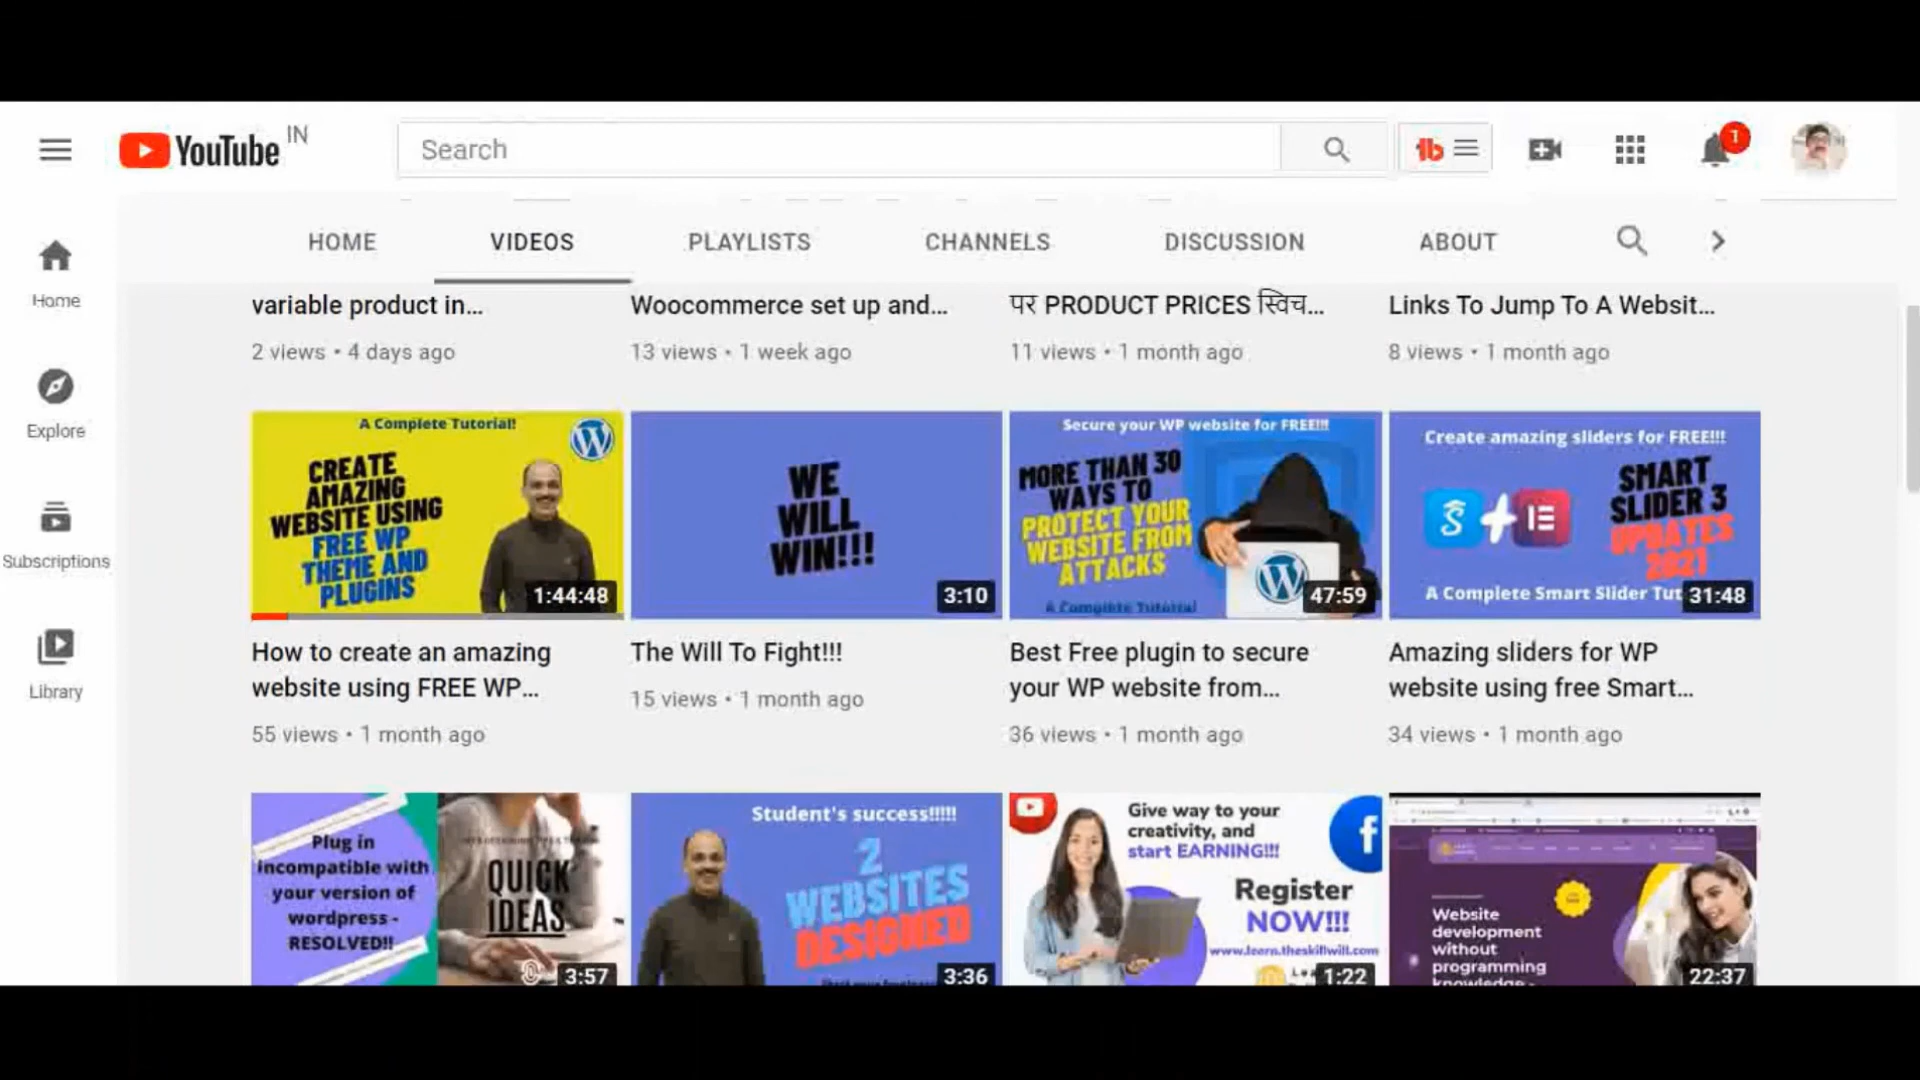 YouTube IN
Search
1
HOME VIDEOS PLAYLISTS CHANNELS DISCUSSION ABOUT
Home
Explore
Subscriptions
Library
variable product in...
2 views • 4 days ago
Woocommerce set up and...
13 views • 1 week ago
पर PRODUCT PRICES स्विच...
11 views • 1 month ago
Links To Jump To A Websit...
8 views • 1 month ago
A Complete Tutorial!
CREATE
AMAZING
WEBSITE USING
FREE WP
THEME AND
PLUGINS
1:44:48
How to create an amazing
website using FREE WP...
55 views • 1 month ago
WE
WILL
WIN!!!
3:10
The Will To Fight!!!
15 views • 1 month ago
Secure your WP website for FREE!!!
MORE THAN 30
WAYS TO
PROTECT YOUR
WEBSITE FROM
ATTACKS
A Complete Tutorial
47:59
Best Free plugin to secure
your WP website from...
36 views • 1 month ago
Create amazing sliders for FREE!!!
SMART
SLIDER 3
UPDATES
2021
A Complete Smart Slider Tut
31:48
Amazing sliders for WP
website using free Smart...
34 views • 1 month ago
Plug in
incompatible with
your version of
wordpress -
RESOLVED!!
QUICK
IDEAS
3:57
Student's success!!!!!
2
WEBSITES
DESIGNED
3:36
Give way to your
creativity, and
start EARNING!!!
Register
NOW!!!
www.learn.theskillwill.com
1:22
Website
development
without
programming
knowledge -
22:37